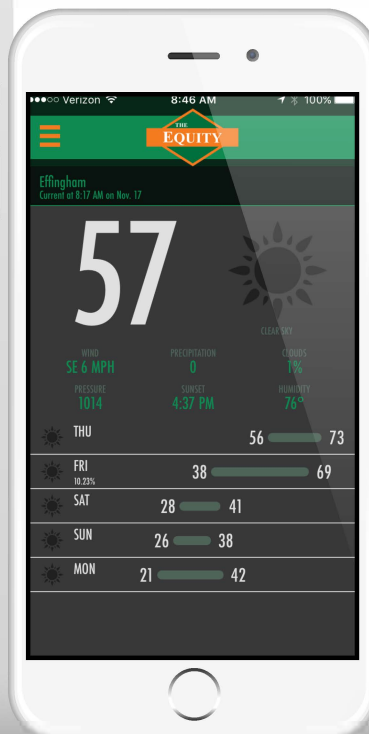 ●●●○○ Verizon 8:46 AM 100%
THE
EQUITY
Effingham
Current at 8:17 AM on Nov. 17
57
CLEAR SKY
WIND PRECIPITATION CLOUDS
SE 6 MPH 0 1%
PRESSURE SUNSET HUMIDITY
1014 4:37 PM 76°
THU 56 73
FRI 38 69
10.23%
SAT 28 41
SUN 26 38
MON 21 42